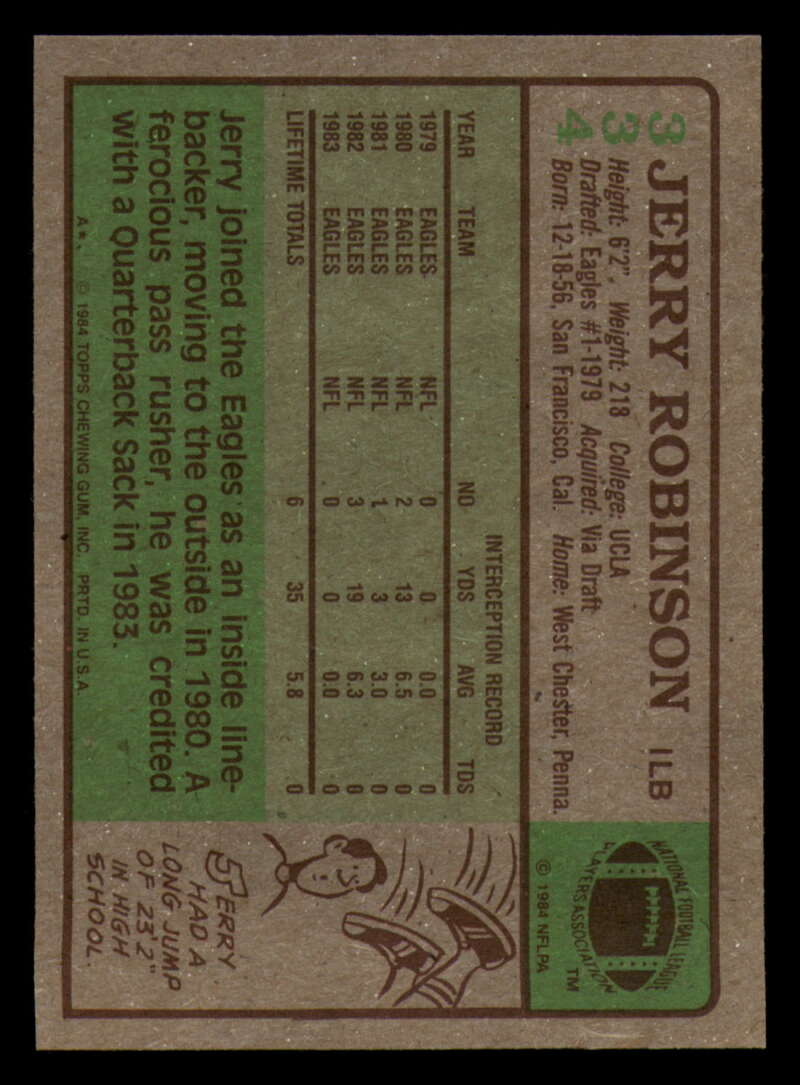 334
JERRY ROBINSON ILB
Height: 6'2", Weight: 218 College: UCLA
Drafted: Eagles #1-1979 Acquired: Via Draft
Born: 12-18-56, San Francisco, Cal. Home: West Chester, Penna.
NATIONAL FOOTBALL LEAGUE
PLAYERS ASSOCIATION
TM
© 1984 NFLPA
INTERCEPTION RECORD
YEAR TEAM NO YDS AVG TDS
1979 EAGLES NFL 0 0 0.0 0
1980 EAGLES NFL 2 13 6.5 0
1981 EAGLES NFL 1 3 3.0 0
1982 EAGLES NFL 3 19 6.3 0
1983 EAGLES NFL 0 0 0.0 0
LIFETIME TOTALS 6 35 5.8 0
Jerry joined the Eagles as an inside line-
backer, moving to the outside in 1980. A
ferocious pass rusher, he was credited
with a Quarterback Sack in 1983.
A*. © 1984 TOPPS CHEWING GUM, INC. PRTD. IN U.S.A.
JERRY
HAD A
LONG JUMP
OF 23'2"
IN HIGH
SCHOOL.